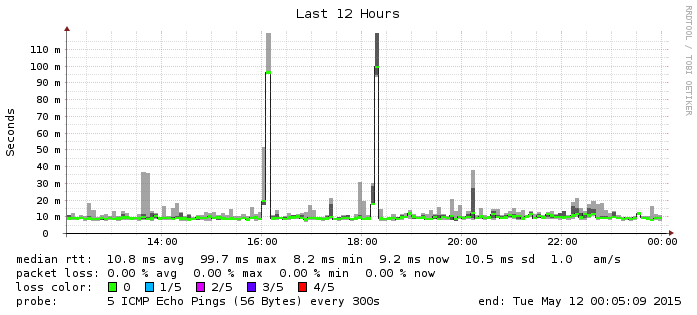 Last 12 Hours
RRDTOOL / TOBI OETIKER
Seconds
110 m
100 m
90 m
80 m
70 m
60 m
50 m
40 m
30 m
20 m
10 m
0
14:00 16:00 18:00 20:00 22:00 00:00
median rtt: 10.8 ms avg 99.7 ms max 8.2 ms min 9.2 ms now 10.5 ms sd 1.0 am/s
packet loss: 0.00 % avg 0.00 % max 0.00 % min 0.00 % now
loss color: 0 1/5 2/5 3/5 4/5
probe: 5 ICMP Echo Pings (56 Bytes) every 300s end: Tue May 12 00:05:09 2015